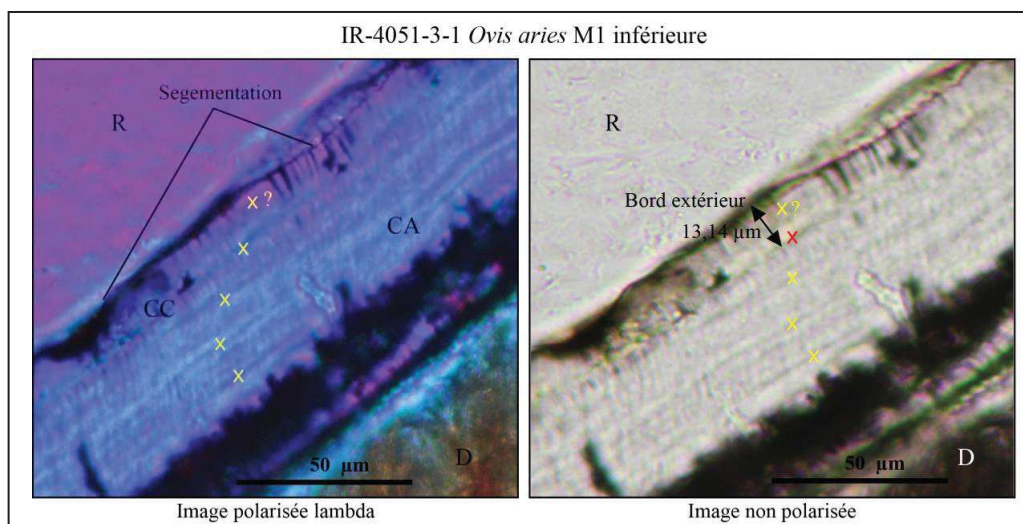 IR-4051-3-1 Ovis aries M1 inférieure
Segementation
R
x ?
CA
x
CC
x
x
x
D
50 µm
Image polarisée lambda
R
Bord extérieur
x ?
13,14 µm
x
x
x
x
D
50 µm
Image non polarisée